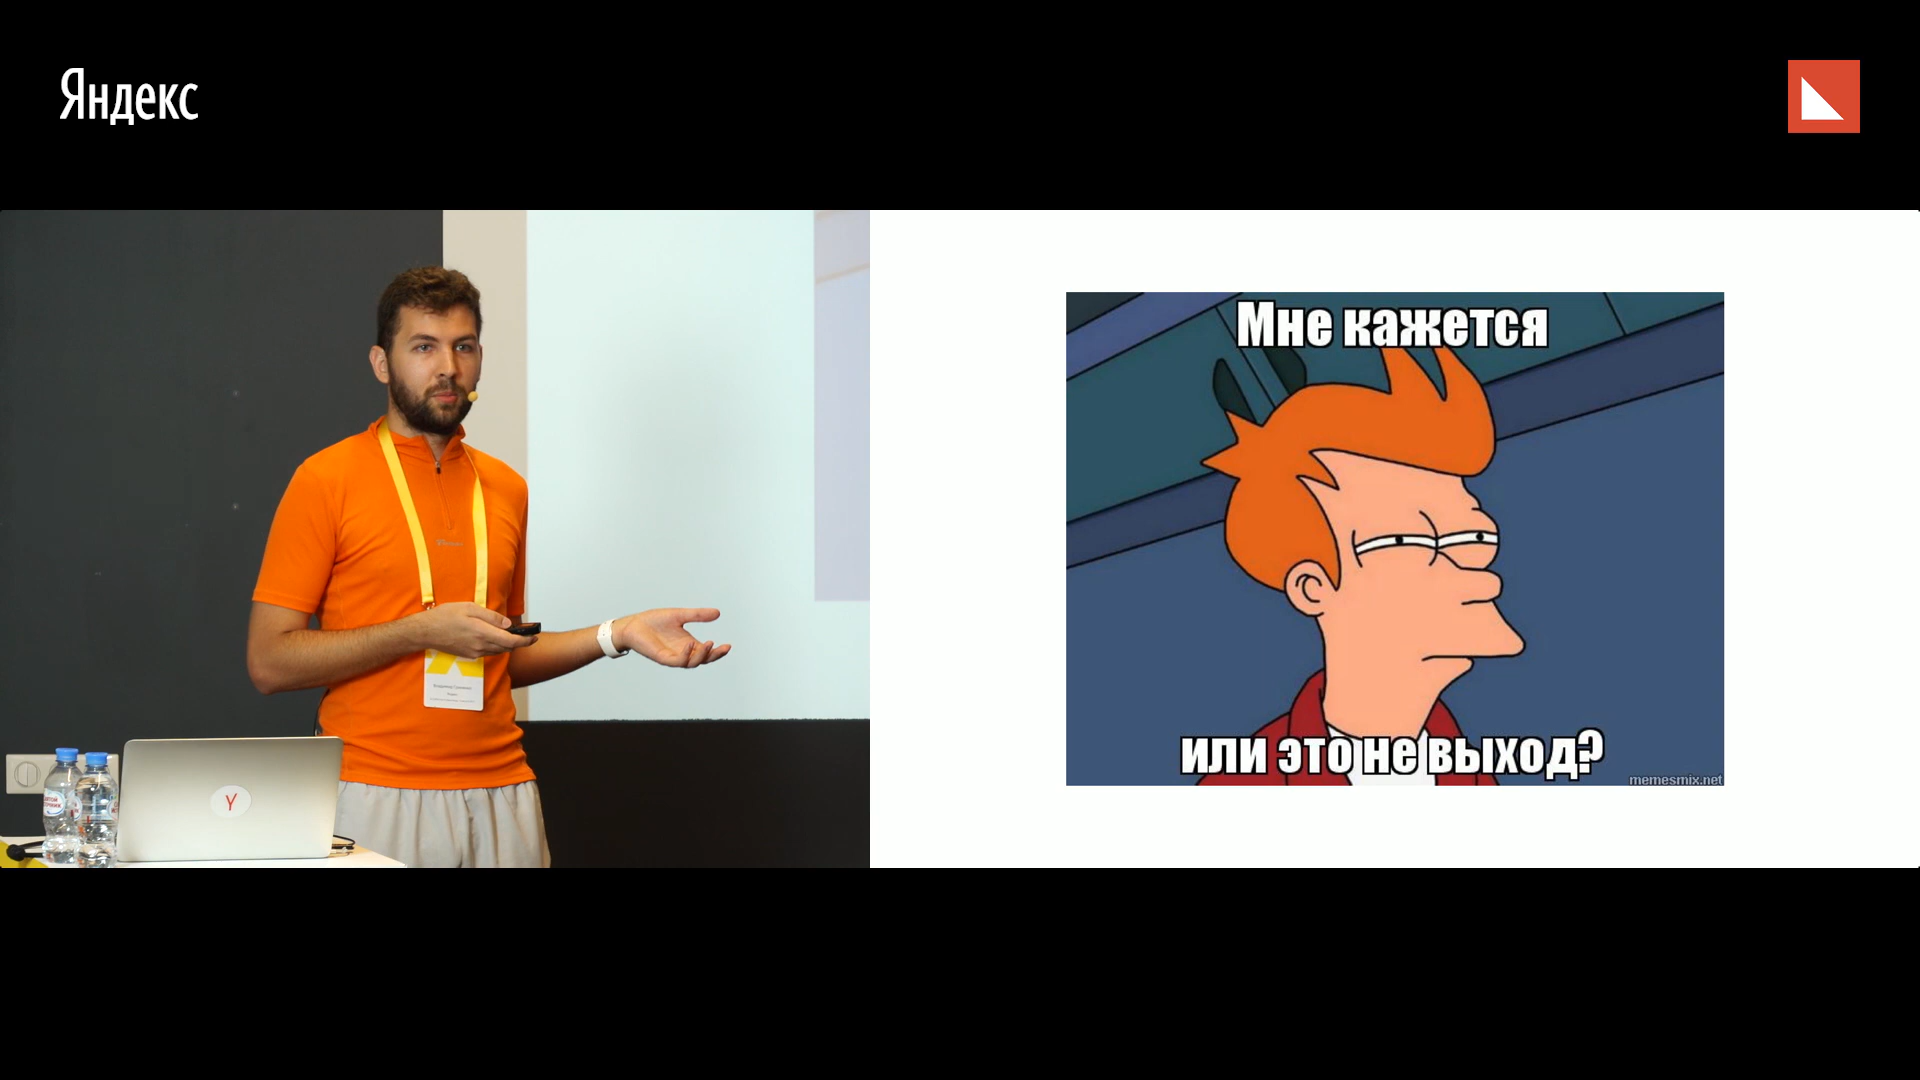 Яндекс
Мне кажется
или это не выход?
memesmix.net
Y